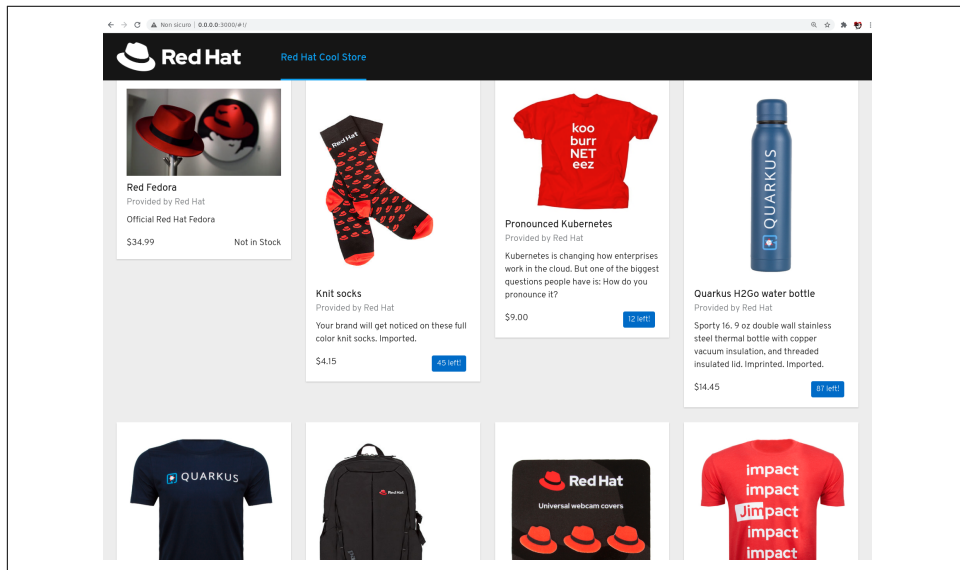 Non sicuro | 0.0.0.0:3000/#!/
Red Hat
Red Hat Cool Store
Red Fedora
Provided by Red Hat
Official Red Hat Fedora
$34.99 Not in Stock
Red Hat
Knit socks
Provided by Red Hat
Your brand will get noticed on these full
color knit socks. Imported.
$4.15 45 left!
koo
burr
NET
eez
Pronounced Kubernetes
Provided by Red Hat
Kubernetes is changing how enterprises
work in the cloud. But one of the biggest
questions people have is: How do you
pronounce it?
$9.00 12 left!
QUARKUS
Quarkus H2Go water bottle
Provided by Red Hat
Sporty 16. 9 oz double wall stainless
steel thermal bottle with copper
vacuum insulation, and threaded
insulated lid. Imprinted. Imported.
$14.45 87 left!
QUARKUS
Red Hat
Red Hat
Universal webcam covers
impact
impact
Jimpact
impact
impact